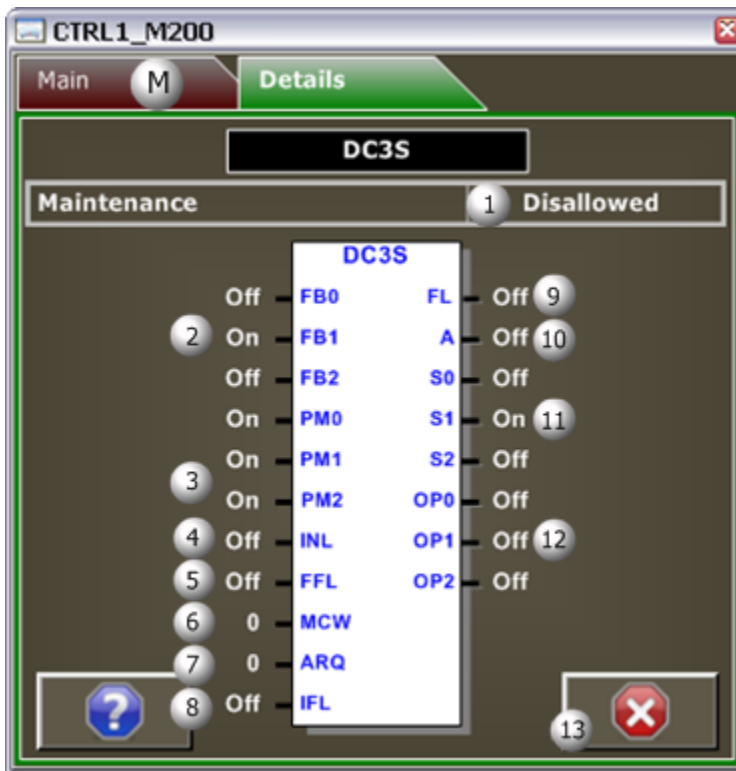 CTRL1_M200
Main M Details
DC3S
Maintenance 1 Disallowed
DC3S
Off FB0 FL Off 9
2 On FB1 A Off 10
Off FB2 S0 Off
On PM0 S1 On 11
On PM1 S2 Off
3
On PM2 OP0 Off
4 Off INL OP1 Off 12
5 Off FFL OP2 Off
6 0 MCW
7 0 ARQ
8 Off IFL
?
13